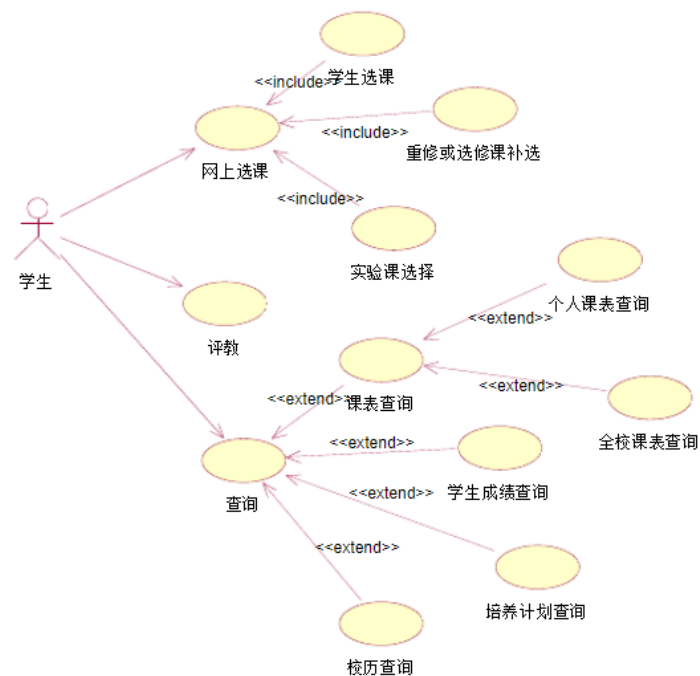 学生选课
<<include>>
<<include>>
重修或选修课补选
网上选课
<<include>>
实验课选择
学生
个人课表查询
<<extend>>
评教
<<extend>>
<<extend>>
课表查询
全校课表查询
<<extend>>
学生成绩查询
<<extend>>
查询
<<extend>>
培养计划查询
校历查询